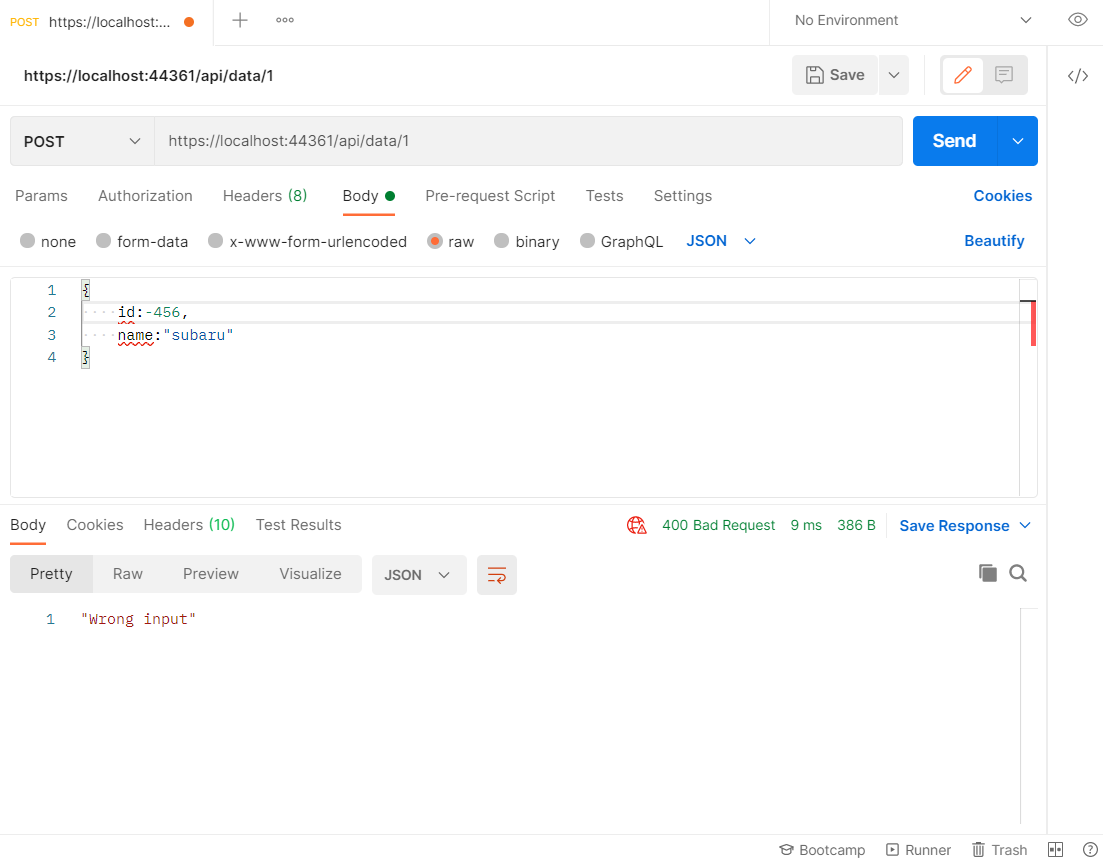 POST https://localhost:...
No Environment
https://localhost:44361/api/data/1
Save
POST https://localhost:44361/api/data/1 Send
Params Authorization Headers (8) Body Pre-request Script Tests Settings Cookies
none form-data x-www-form-urlencoded raw binary GraphQL JSON Beautify
1 {
2 id:-456,
3 name:"subaru"
4 }
Body Cookies Headers (10) Test Results 400 Bad Request 9 ms 386 B Save Response
Pretty Raw Preview Visualize JSON
1 "Wrong input"
Bootcamp Runner Trash